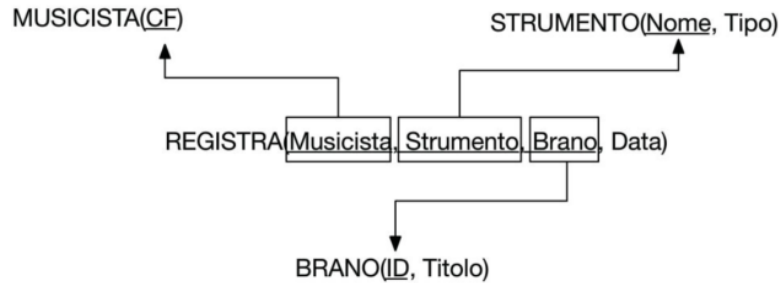 MUSICISTA(CF)
STRUMENTO(Nome, Tipo)
REGISTRA(Musicista, Strumento, Brano, Data)
BRANO(ID, Titolo)